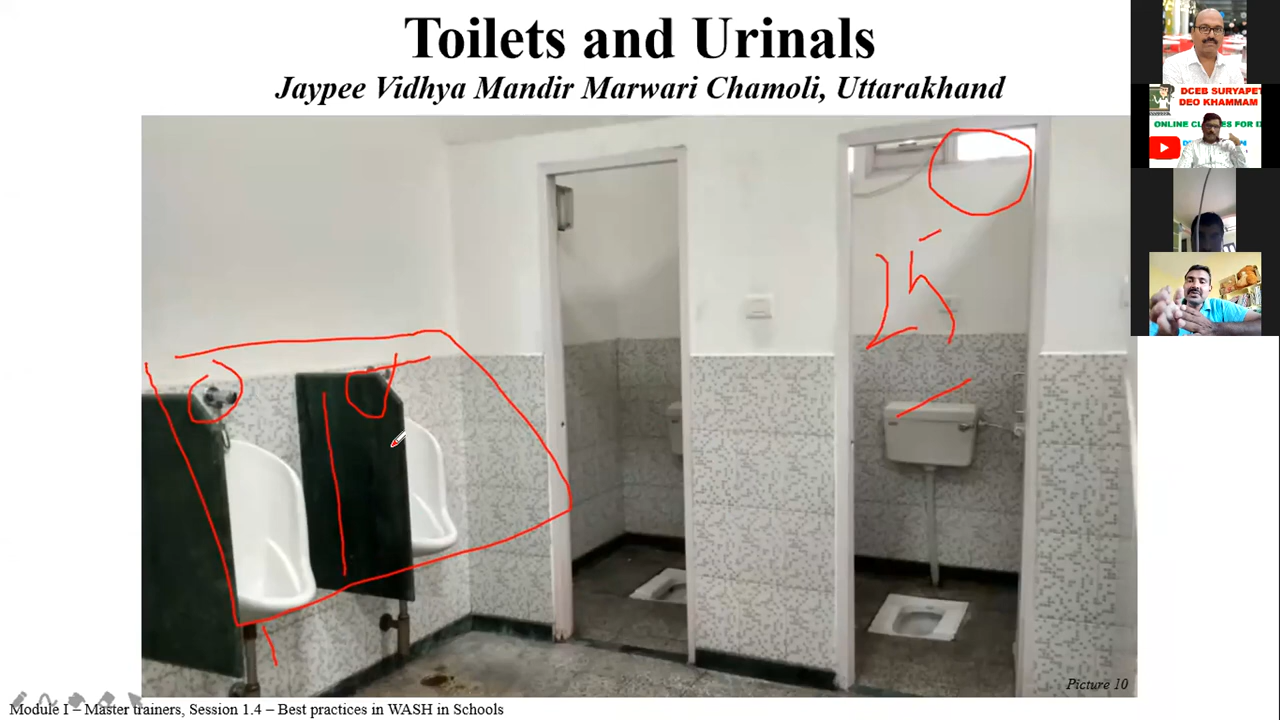 Toilets and Urinals
Jaypee Vidhya Mandir Marwari Chamoli, Uttarakhand
DCEB SURYAPET
DEO KHAMMAM
ONLINE
FOR
25
Picture 10
Module I – Master trainers, Session 1.4 – Best practices in WASH in Schools